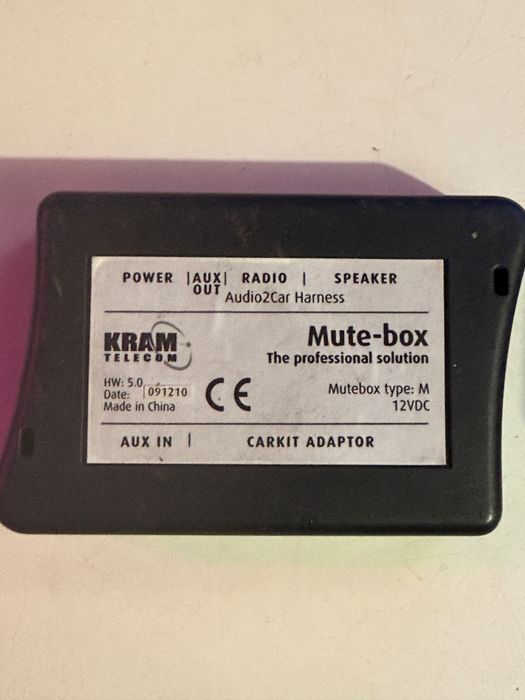 POWER |AUX OUT| RADIO | SPEAKER
Audio2Car Harness
KRAM TELECOM
Mute-box
The professional solution
HW: 5.0
Date: 091210
Made in China
CE
Mutebox type: M
12VDC
AUX IN | CARKIT ADAPTOR